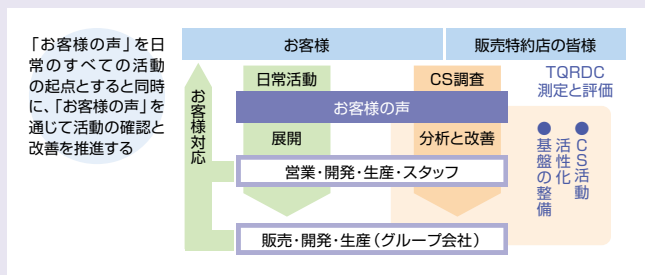 「お客様の声」を日
常のすべての活動
の起点とすると同時
に、「お客様の声」を
通じて活動の確認と
改善を推進する
お客様
販売特約店の皆様
お客様対応
日常活動
CS調査
TQRDC
測定と評価
お客様の声
展開
分析と改善
営業・開発・生産・スタッフ
販売・開発・生産(グループ会社)
●CS活動
活性化
●基盤の整備